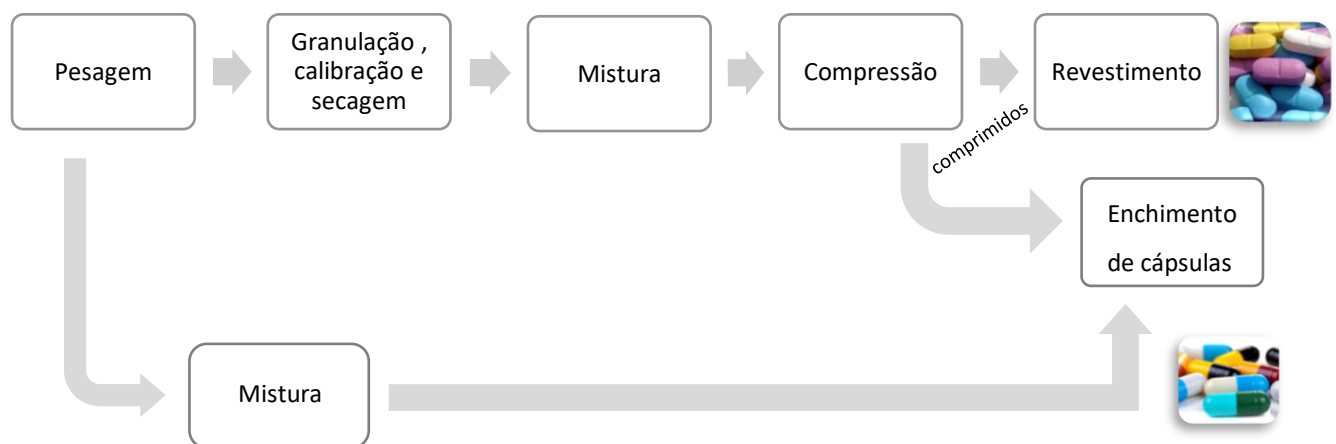 Pesagem
Granulação ,
calibração e
secagem
Mistura
Compressão
Revestimento
comprimidos
Enchimento
de cápsulas
Mistura